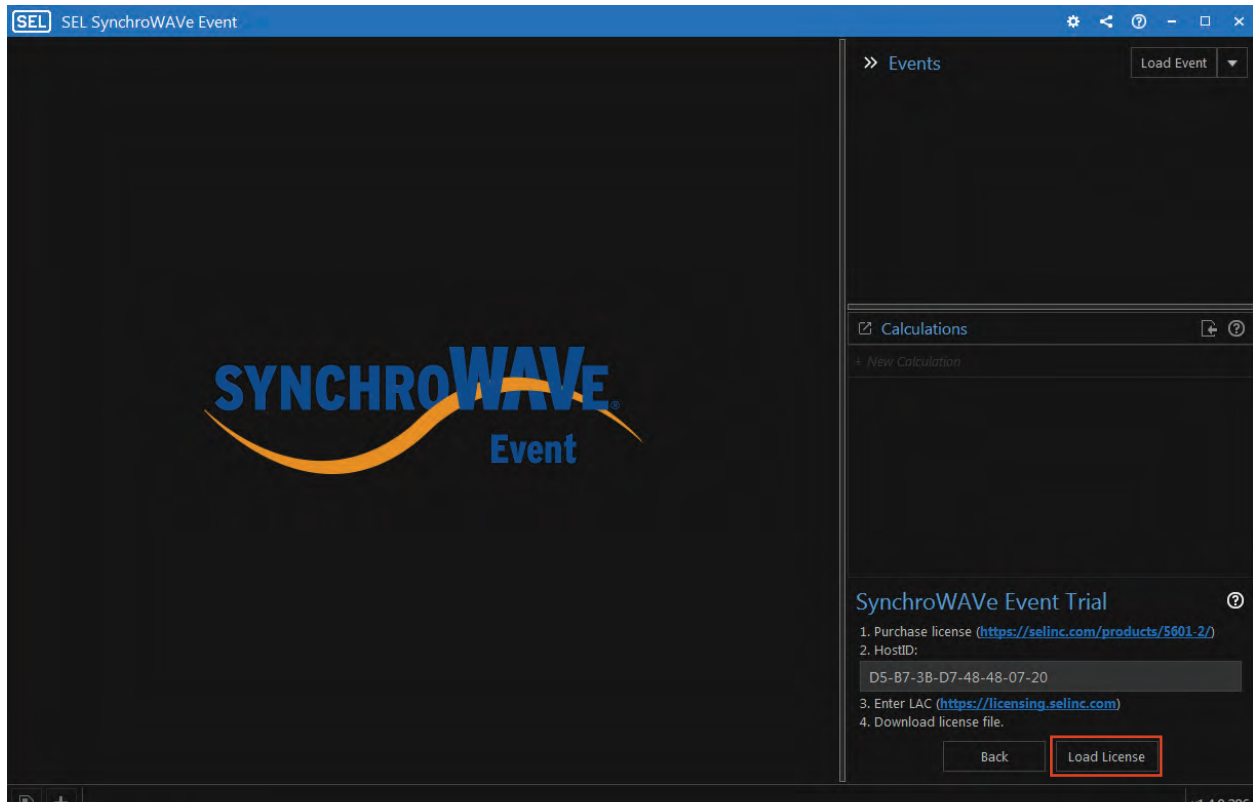 SEL SEL SynchroWAVe Event
Events
Load Event
SYNCHROWAVE®
Event
Calculations
+ New Calculation
SynchroWAVe Event Trial
1. Purchase license (https://selinc.com/products/5601-2/)
2. HostID:
D5-B7-3B-D7-48-48-07-20
3. Enter LAC (https://licensing.selinc.com)
4. Download license file.
Back
Load License